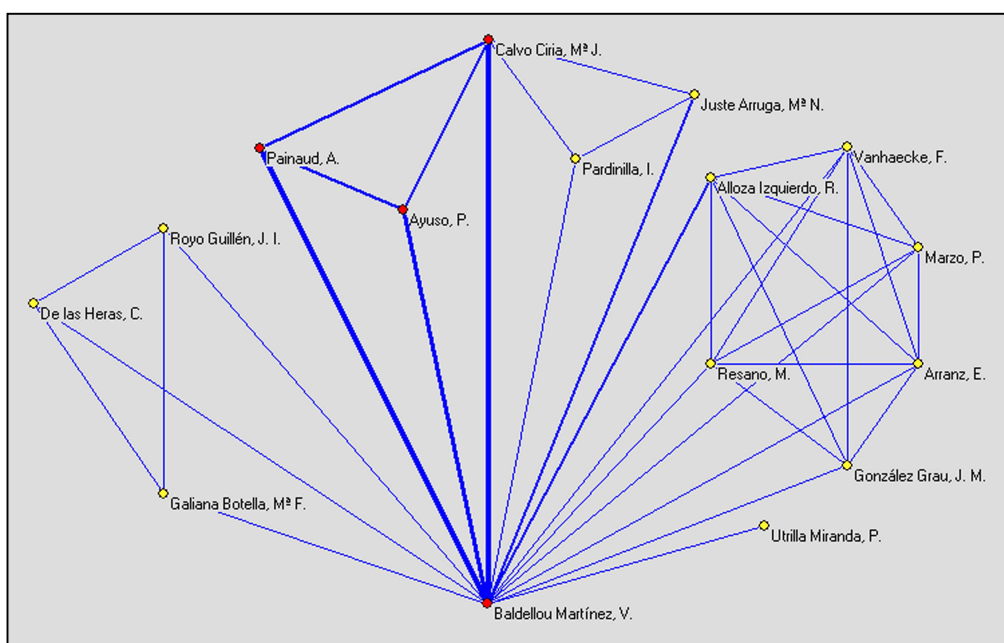 Calvo Ciria, Mª J.
Juste Arruga, Mª N.
Painaud, A.
Pardinilla, I.
Vanhaecke, F.
Alloza Izquierdo, R.
Ayuso, P.
Royo Guillén, J. I.
Marzo, P.
De las Heras, C.
Resano, M.
Arranz, E.
González Grau, J. M.
Galiana Botella, Mª F.
Utrilla Miranda, P.
Baldellou Martínez, V.